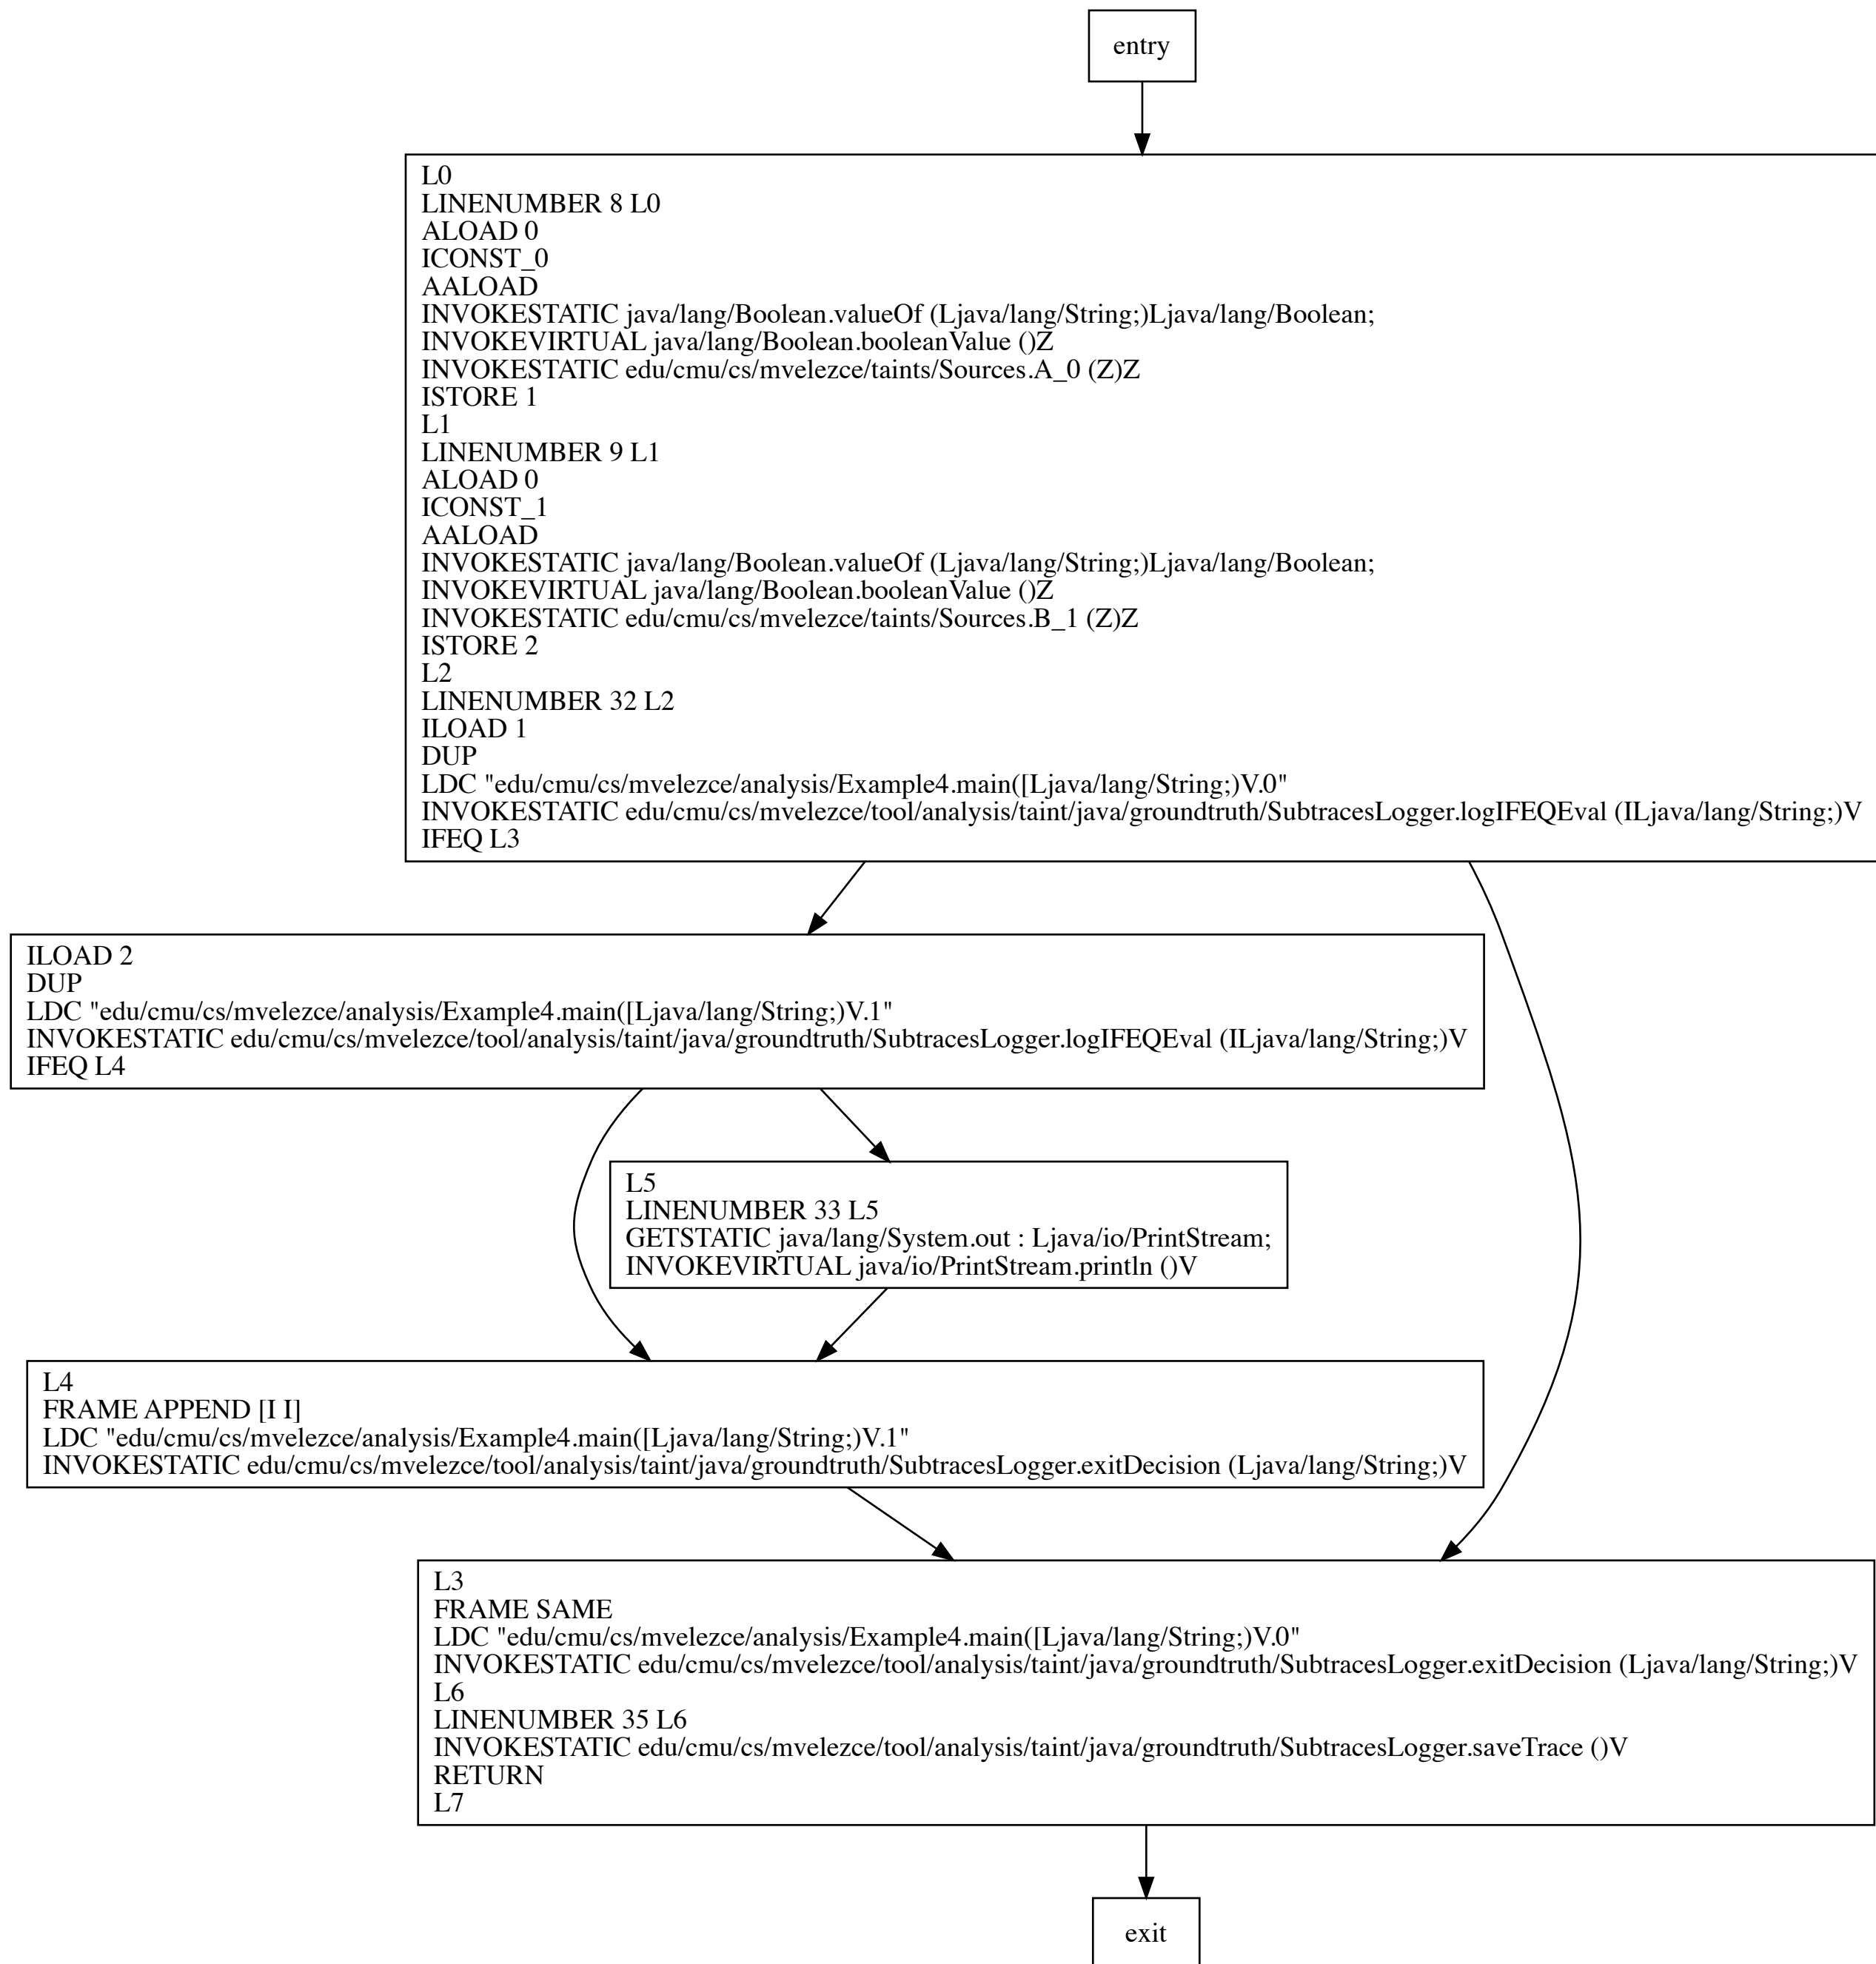 entry
L0
LINENUMBER 8 L0
ALOAD 0
ICONST_0
AALOAD
INVOKESTATIC java/lang/Boolean.valueOf (Ljava/lang/String;)Ljava/lang/Boolean;
INVOKEVIRTUAL java/lang/Boolean.booleanValue ()Z
INVOKESTATIC edu/cmu/cs/mvelezce/taints/Sources.A_0 (Z)Z
ISTORE 1
L1
LINENUMBER 9 L1
ALOAD 0
ICONST_1
AALOAD
INVOKESTATIC java/lang/Boolean.valueOf (Ljava/lang/String;)Ljava/lang/Boolean;
INVOKEVIRTUAL java/lang/Boolean.booleanValue ()Z
INVOKESTATIC edu/cmu/cs/mvelezce/taints/Sources.B_1 (Z)Z
ISTORE 2
L2
LINENUMBER 32 L2
ILOAD 1
DUP
LDC "edu/cmu/cs/mvelezce/analysis/Example4.main([Ljava/lang/String;)V.0"
INVOKESTATIC edu/cmu/cs/mvelezce/tool/analysis/taint/java/groundtruth/SubtracesLogger.logIFEQEval (ILjava/lang/String;)V
IFEQ L3
ILOAD 2
DUP
LDC "edu/cmu/cs/mvelezce/analysis/Example4.main([Ljava/lang/String;)V.1"
INVOKESTATIC edu/cmu/cs/mvelezce/tool/analysis/taint/java/groundtruth/SubtracesLogger.logIFEQEval (ILjava/lang/String;)V
IFEQ L4
L5
LINENUMBER 33 L5
GETSTATIC java/lang/System.out : Ljava/io/PrintStream;
INVOKEVIRTUAL java/io/PrintStream.println ()V
L4
FRAME APPEND [I I]
LDC "edu/cmu/cs/mvelezce/analysis/Example4.main([Ljava/lang/String;)V.1"
INVOKESTATIC edu/cmu/cs/mvelezce/tool/analysis/taint/java/groundtruth/SubtracesLogger.exitDecision (Ljava/lang/String;)V
L3
FRAME SAME
LDC "edu/cmu/cs/mvelezce/analysis/Example4.main([Ljava/lang/String;)V.0"
INVOKESTATIC edu/cmu/cs/mvelezce/tool/analysis/taint/java/groundtruth/SubtracesLogger.exitDecision (Ljava/lang/String;)V
L6
LINENUMBER 35 L6
INVOKESTATIC edu/cmu/cs/mvelezce/tool/analysis/taint/java/groundtruth/SubtracesLogger.saveTrace ()V
RETURN
L7
exit